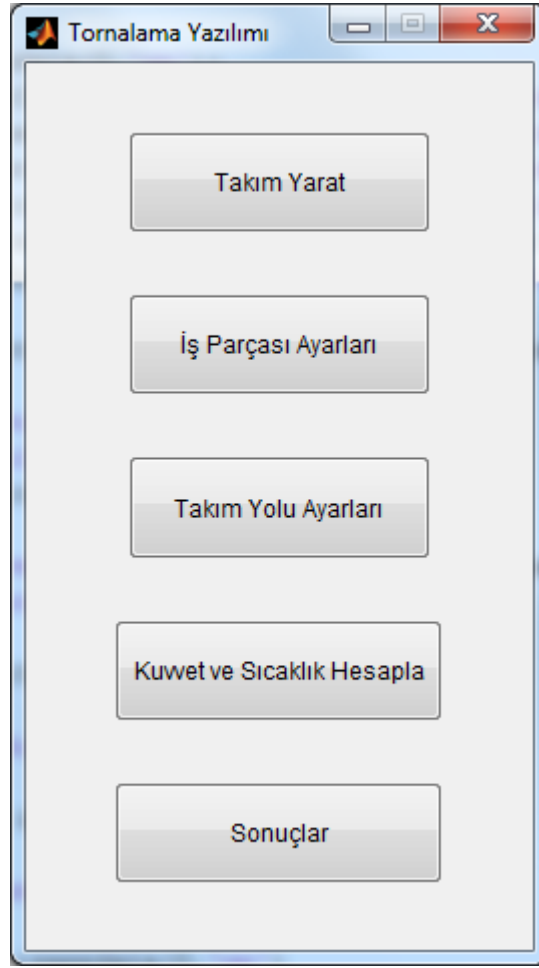 Tornalama Yazılımı
Takım Yarat
İş Parçası Ayarları
Takım Yolu Ayarları
Kuvvet ve Sıcaklık Hesapla
Sonuçlar